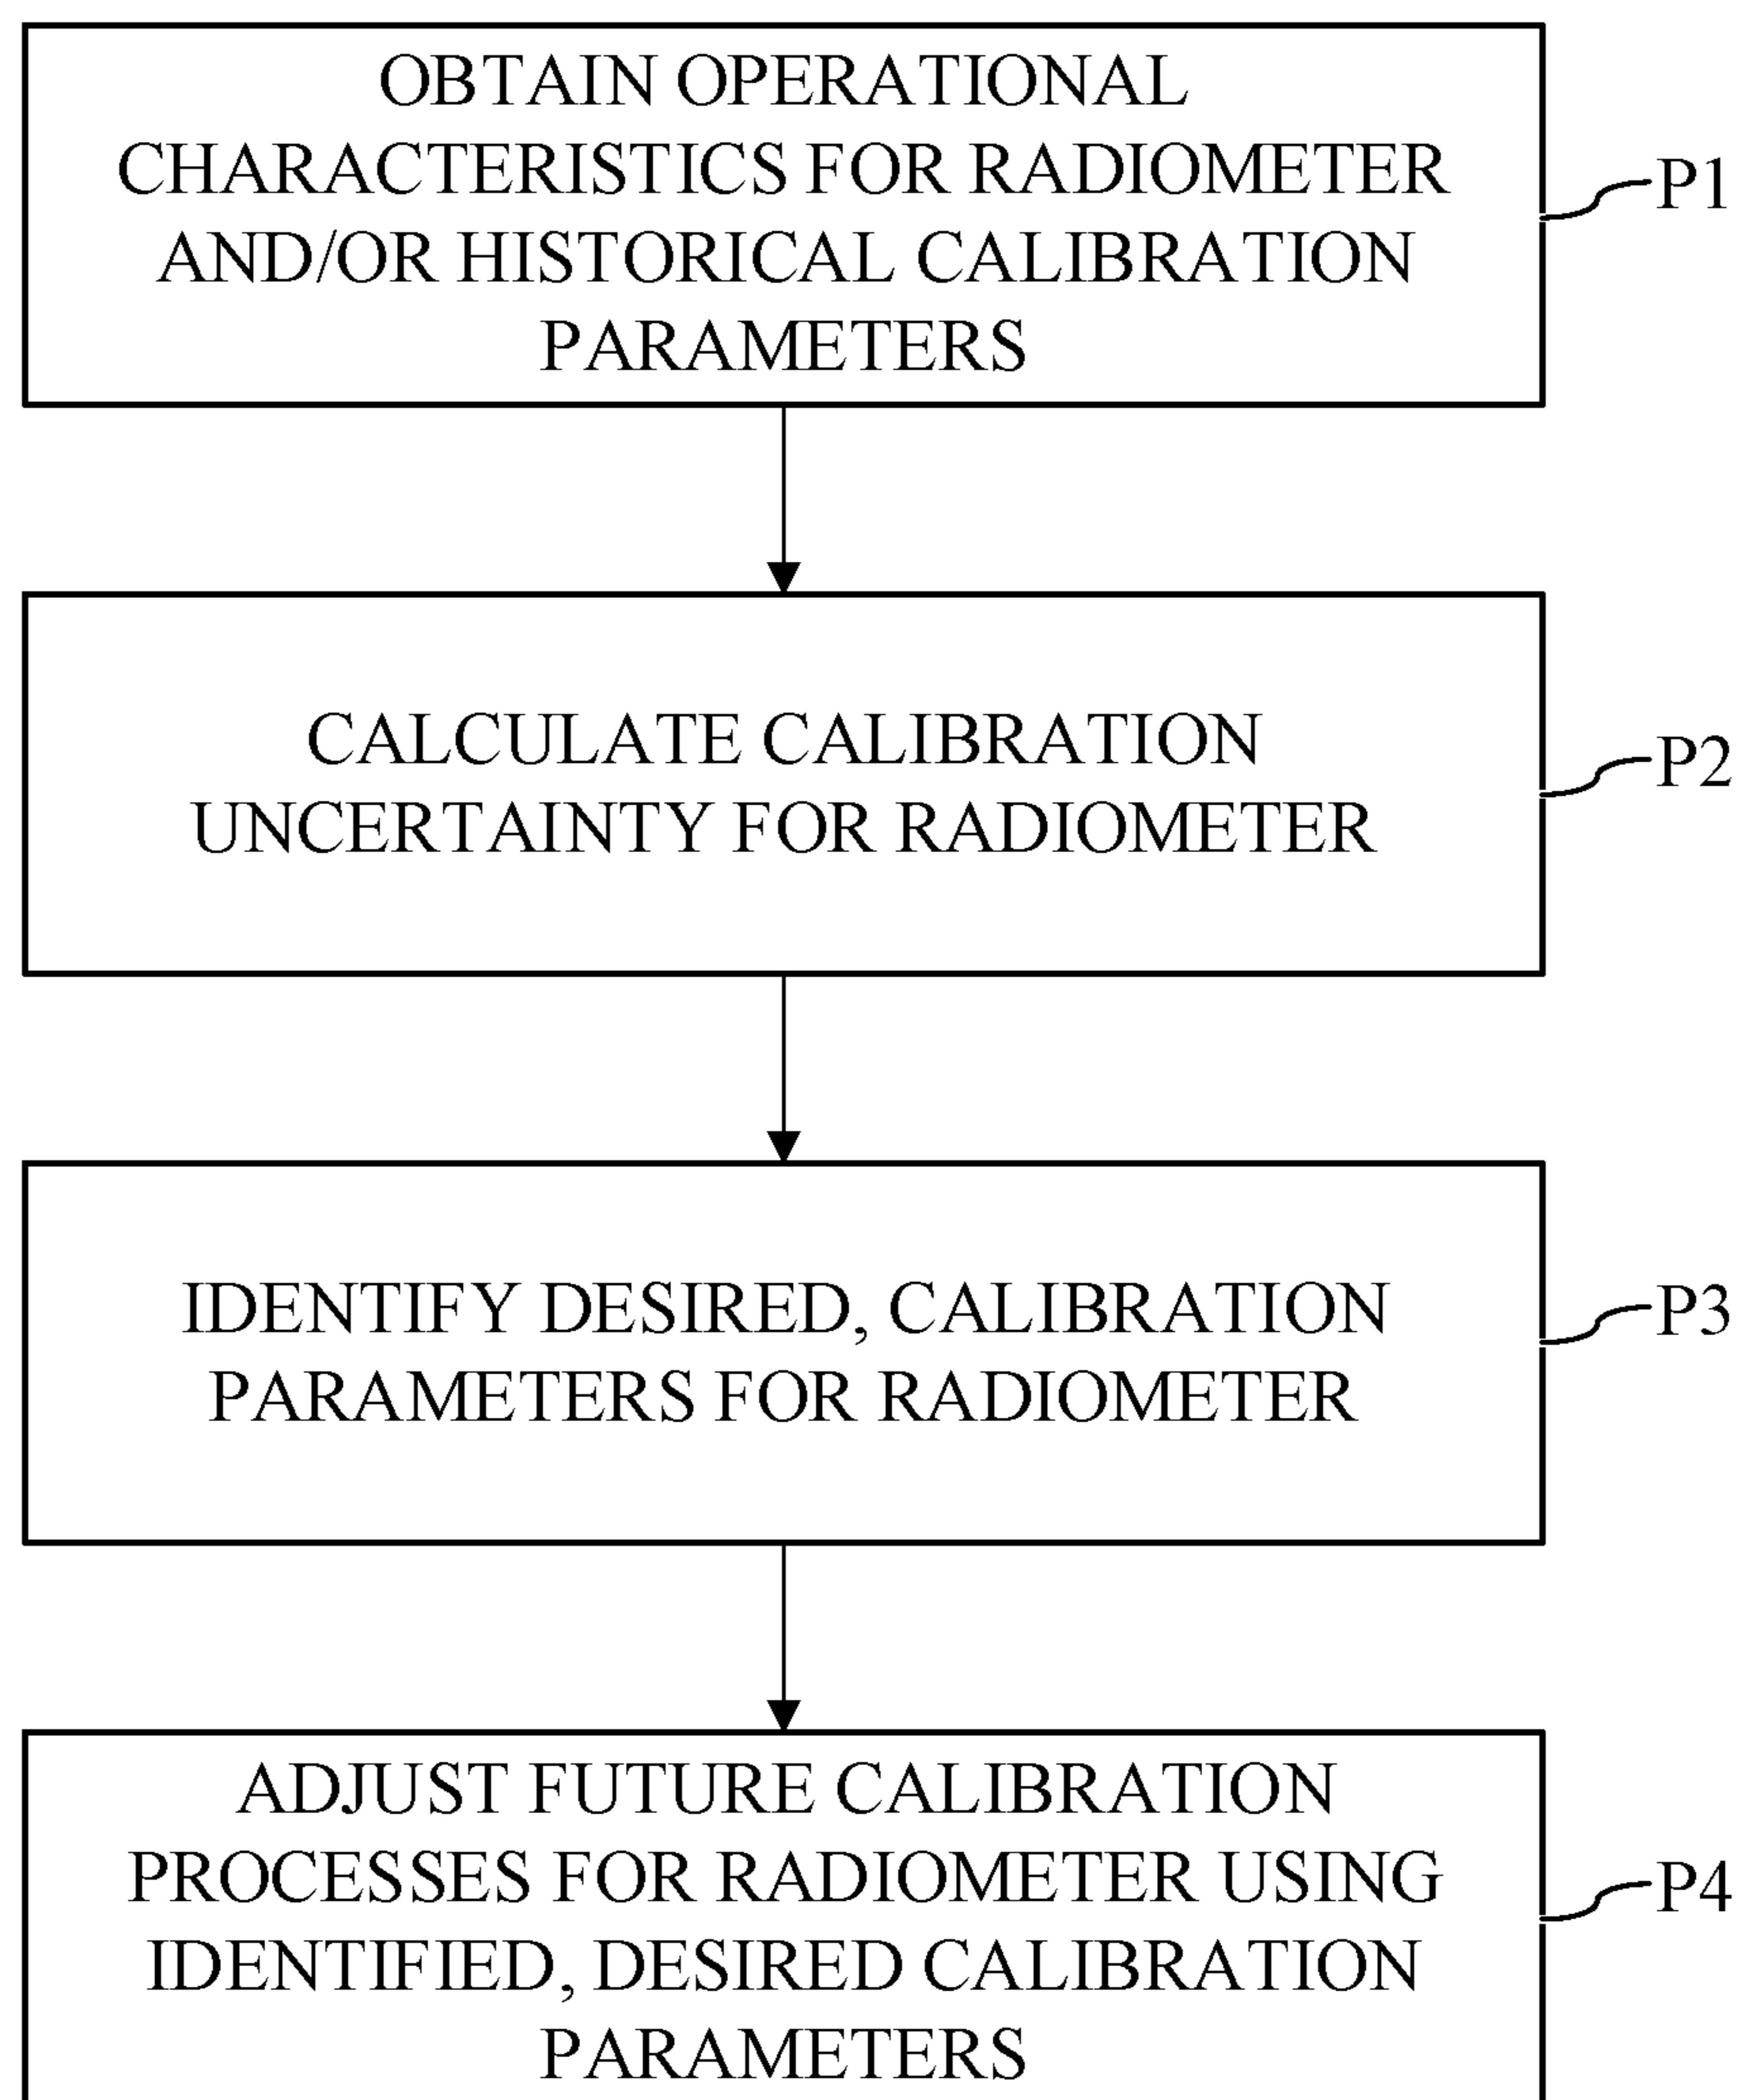 OBTAIN OPERATIONAL
CHARACTERISTICS FOR RADIOMETER
AND/OR HISTORICAL CALIBRATION
PARAMETERS
P1
CALCULATE CALIBRATION
UNCERTAINTY FOR RADIOMETER
P2
IDENTIFY DESIRED, CALIBRATION
PARAMETERS FOR RADIOMETER
P3
ADJUST FUTURE CALIBRATION
PROCESSES FOR RADIOMETER USING
IDENTIFIED, DESIRED CALIBRATION
PARAMETERS
P4